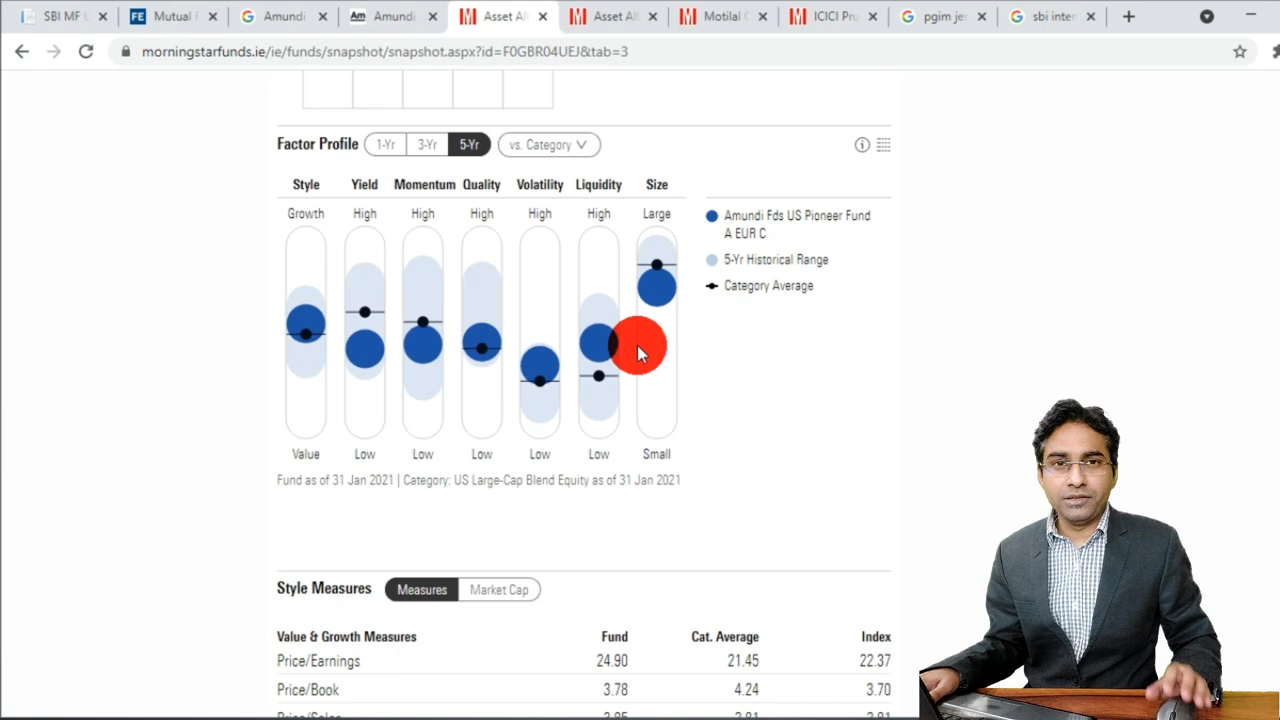 SBI MF L
Mutual F
Amundi
Amundi
Asset All
Asset All
Motilal
ICICI Pru
pgim jen
sbi inter
morningstarfunds.ie/ie/funds/snapshot/snapshot.aspx?id=F0GBR04UEJ&tab=3
Factor Profile 1-Yr 3-Yr 5-Yr vs. Category
Style Yield Momentum Quality Volatility Liquidity Size
Growth High High High High High Large
Amundi Fds US Pioneer Fund
A EUR C
5-Yr Historical Range
Category Average
Value Low Low Low Low Low Small
Fund as of 31 Jan 2021 | Category: US Large-Cap Blend Equity as of 31 Jan 2021
Style Measures Measures Market Cap
Value & Growth Measures Fund Cat. Average Index
Price/Earnings 24.90 21.45 22.37
Price/Book 3.78 4.24 3.70